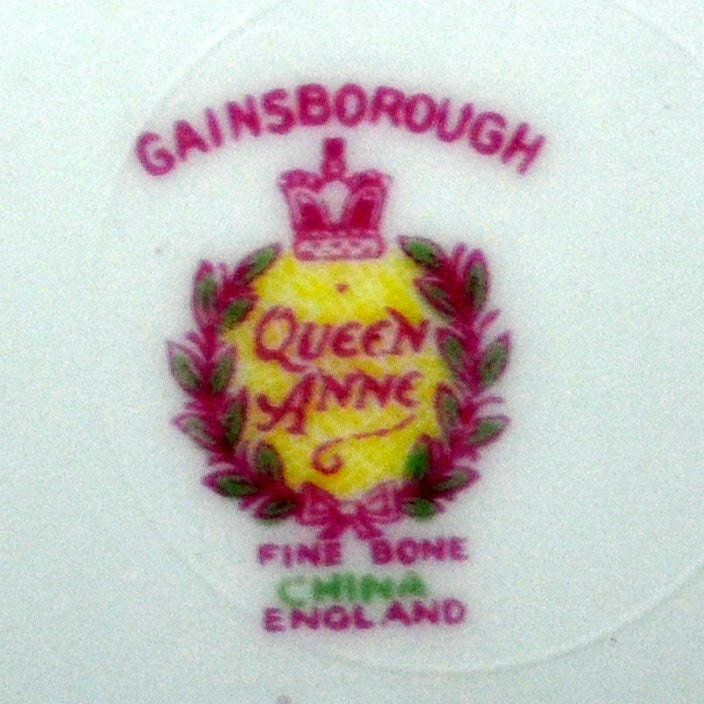 GAINSBOROUGH
QUEEN
ANNE
FINE BONE
CHINA
ENGLAND